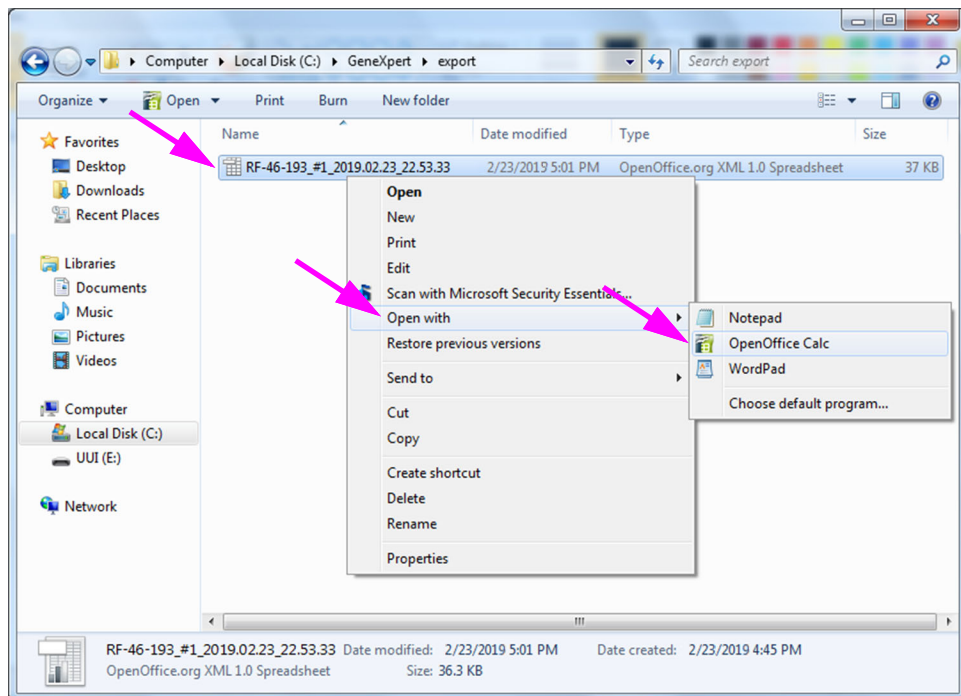 Computer Local Disk (C:) GeneXpert export
Search export
Organize Open Print Burn New folder
Name Date modified Type Size
RF-46-193_#1_2019.02.23_22.53.33 2/23/2019 5:01 PM OpenOffice.org XML 1.0 Spreadsheet 37 KB
Favorites
Desktop
Downloads
Recent Places
Libraries
Documents
Music
Pictures
Videos
Computer
Local Disk (C:)
UUI (E:)
Network
Open
New
Print
Edit
Scan with Microsoft Security Essentials...
Open with
Restore previous versions
Send to
Cut
Copy
Create shortcut
Delete
Rename
Properties
Notepad
OpenOffice Calc
WordPad
Choose default program...
RF-46-193_#1_2019.02.23_22.53.33 Date modified: 2/23/2019 5:01 PM Date created: 2/23/2019 4:45 PM
OpenOffice.org XML 1.0 Spreadsheet Size: 36.3 KB